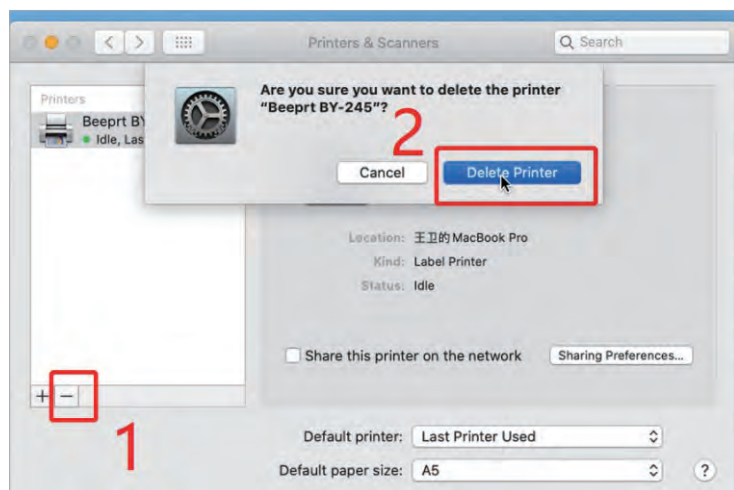 Printers & Scanners
Search
Are you sure you want to delete the printer
"Beeprt BY-245"?
2
Cancel
Delete Printer
Printers
Beeprt BY
Idle, Las
Location: 王卫的 MacBook Pro
Kind: Label Printer
Status: Idle
Share this printer on the network
Sharing Preferences...
+ −
1
Default printer: Last Printer Used
Default paper size: A5
?